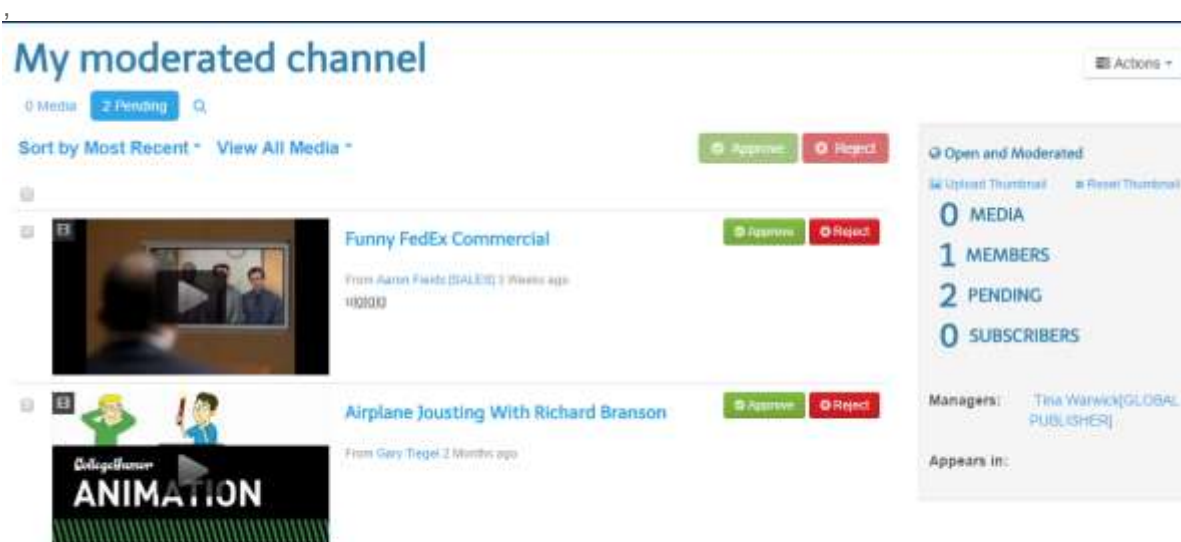 ,
My moderated channel
Actions
0 Media 2 Pending
Sort by Most Recent View All Media
Approve Reject
Open and Moderated
Upload Thumbnail Reset Thumbnail
0 MEDIA
1 MEMBERS
2 PENDING
0 SUBSCRIBERS
Managers: Tina Warwick[GLOBAL
PUBLISHER]
Appears in:
Funny FedEx Commercial
Approve Reject
From Aaron Fields [SALES] 3 Weeks ago
Airplane Jousting With Richard Branson
Approve Reject
From Gary Tiegel 2 Months ago
CollegeHumor
ANIMATION